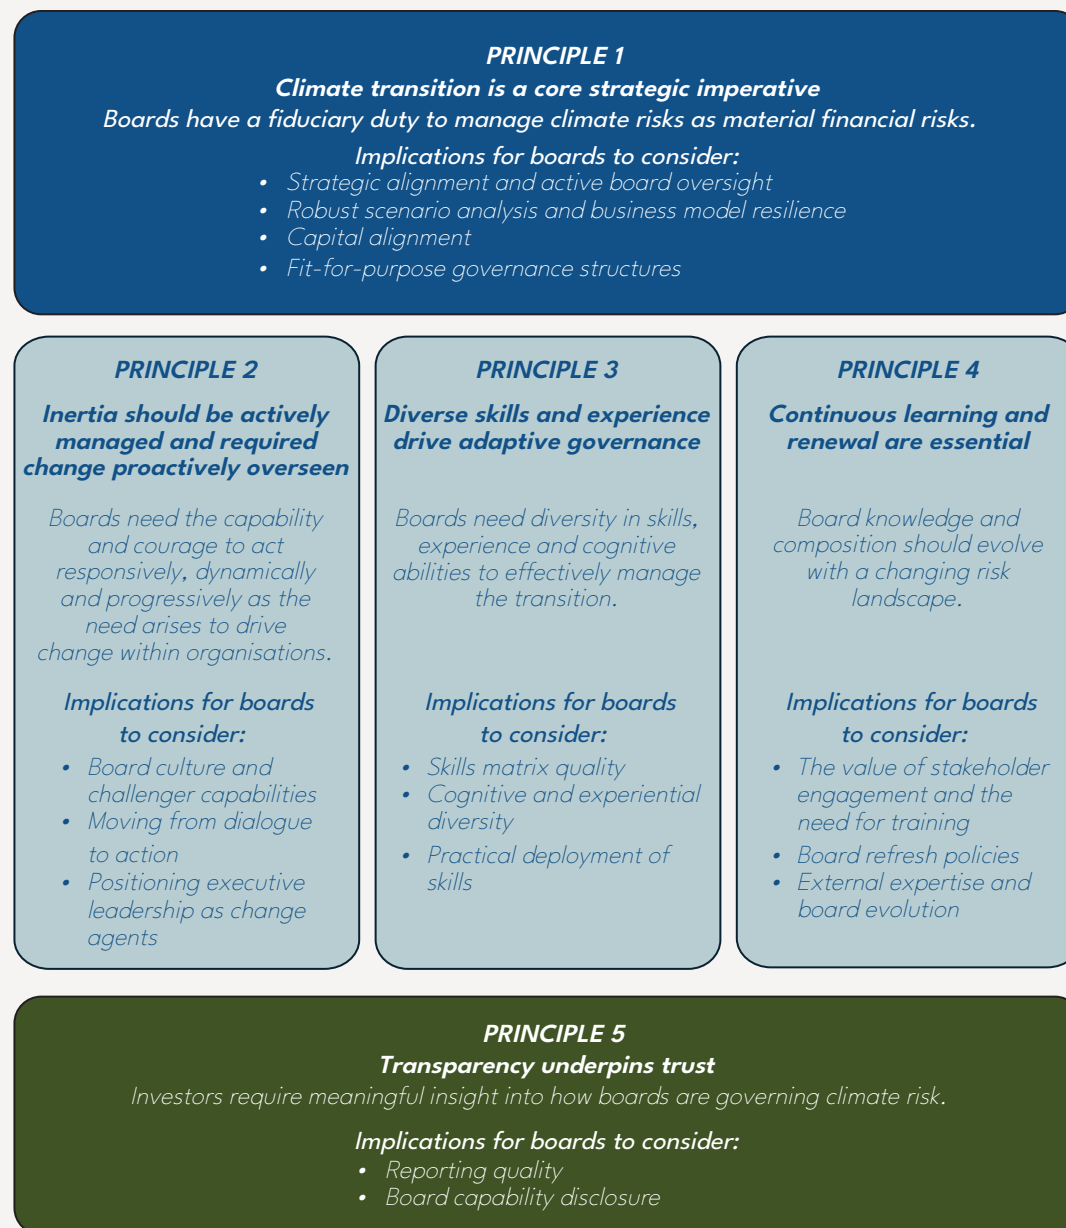 PRINCIPLE 1
Climate transition is a core strategic imperative
Boards have a fiduciary duty to manage climate risks as material financial risks.
Implications for boards to consider:
• Strategic alignment and active board oversight
• Robust scenario analysis and business model resilience
• Capital alignment
• Fit-for-purpose governance structures
PRINCIPLE 2
Inertia should be actively
managed and required
change proactively overseen
Boards need the capability
and courage to act
responsively, dynamically
and progressively as the
need arises to drive
change within organisations.
Implications for boards
to consider:
• Board culture and
challenger capabilities
• Moving from dialogue
to action
• Positioning executive
leadership as change
agents
PRINCIPLE 3
Diverse skills and experience
drive adaptive governance
Boards need diversity in skills,
experience and cognitive
abilities to effectively manage
the transition.
Implications for boards
to consider:
• Skills matrix quality
• Cognitive and experiential
diversity
• Practical deployment of
skills
PRINCIPLE 4
Continuous learning and
renewal are essential
Board knowledge and
composition should evolve
with a changing risk
landscape.
Implications for boards
to consider:
• The value of stakeholder
engagement and the
need for training
• Board refresh policies
• External expertise and
board evolution
PRINCIPLE 5
Transparency underpins trust
Investors require meaningful insight into how boards are governing climate risk.
Implications for boards to consider:
• Reporting quality
• Board capability disclosure